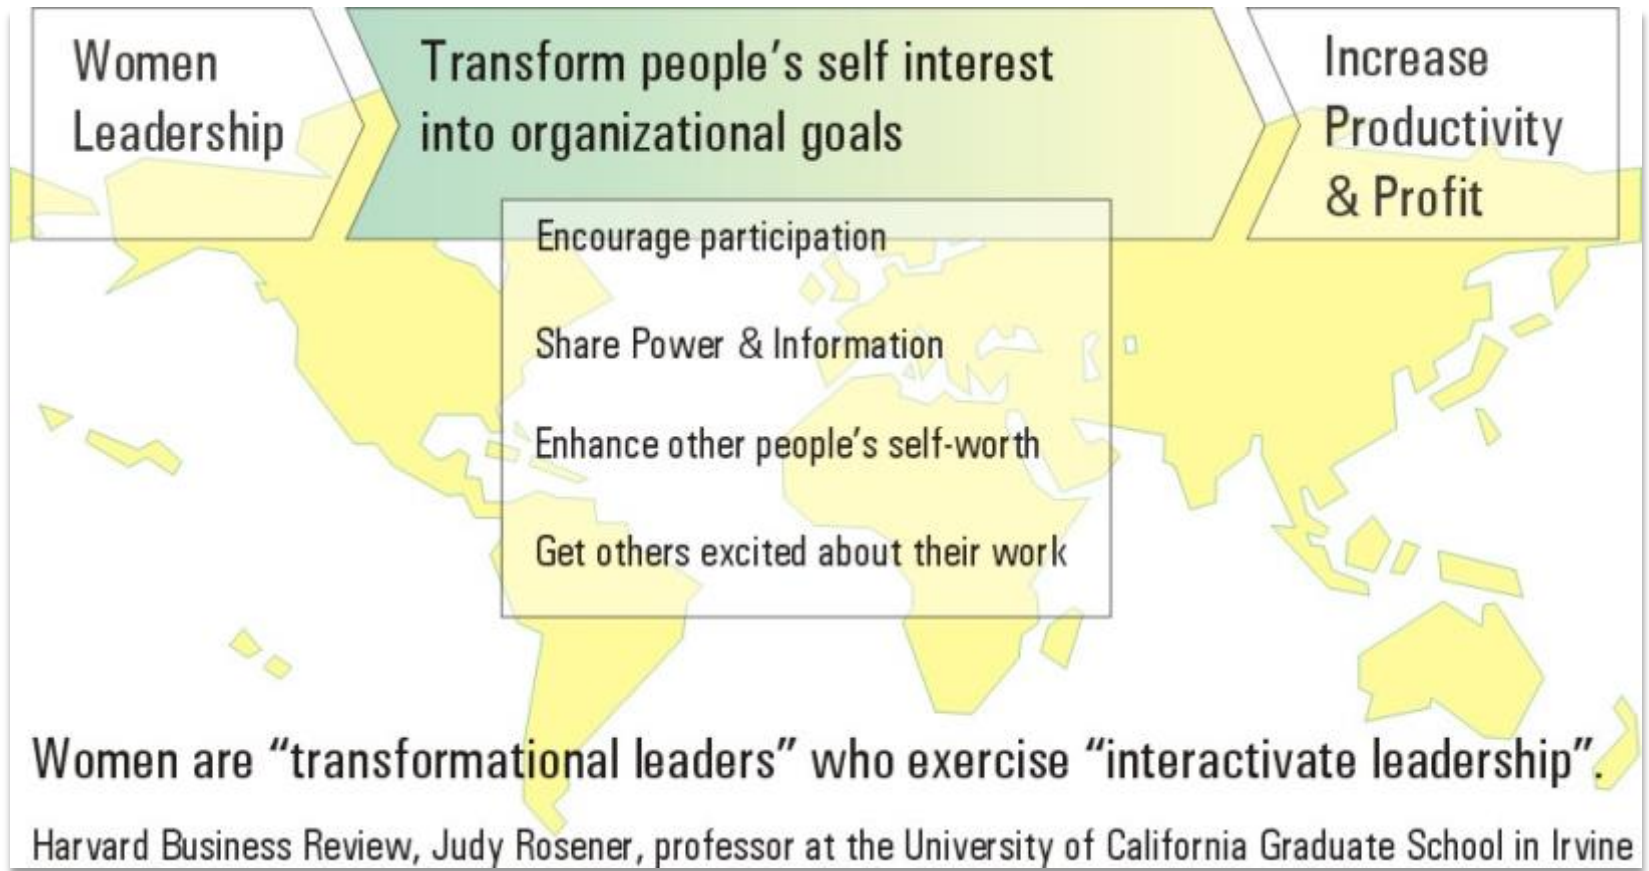 Women
Leadership
Transform people’s self interest
into organizational goals
Increase
Productivity
& Profit
Encourage participation
Share Power & Information
Enhance other people’s self-worth
Get others excited about their work
Women are “transformational leaders” who exercise “interactivate leadership”.
Harvard Business Review, Judy Rosener, professor at the University of California Graduate School in Irvine